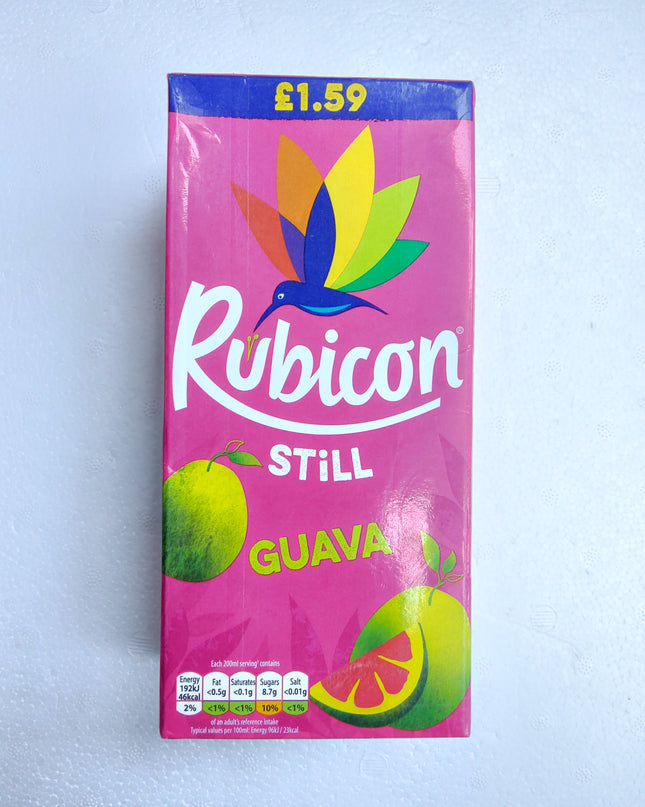 £1.59
Rubicon®
STiLL
GUAVA
Each 200ml serving† contains
Energy Fat Saturates Sugars Salt
192kJ <0.5g <0.1g 8.7g <0.01g
46kcal
2% <1% <1% 10% <1%
of an adult's reference intake
Typical values per 100ml: Energy 96kJ / 23kcal